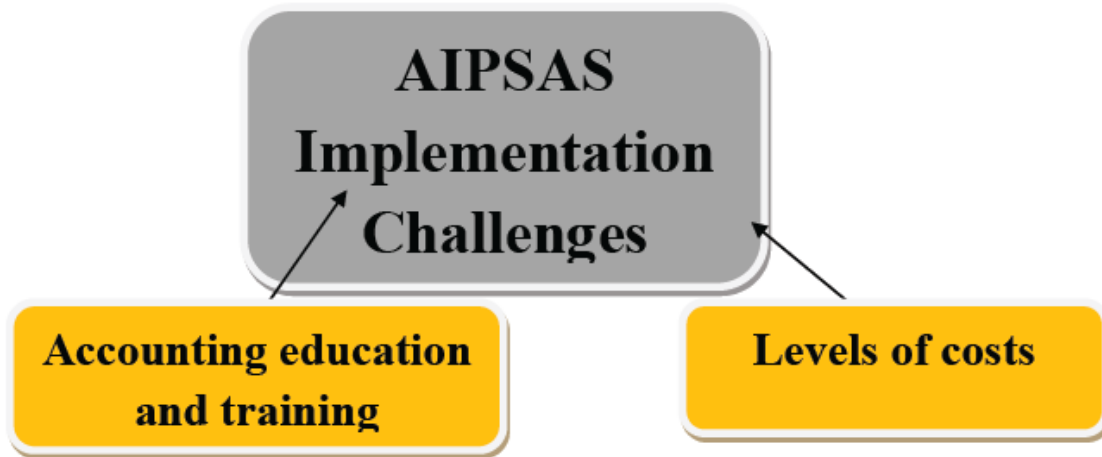 AIPSAS
Implementation
Challenges
Accounting education
and training
Levels of costs